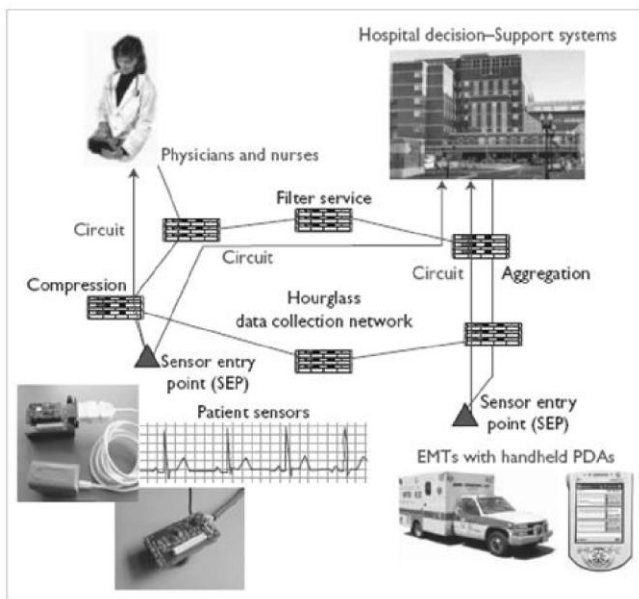 Hospital decision–Support systems
Physicians and nurses
Filter service
Circuit
Circuit
Circuit
Aggregation
Compression
Hourglass
data collection network
Sensor entry
point (SEP)
Patient sensors
Sensor entry
point (SEP)
EMTs with handheld PDAs